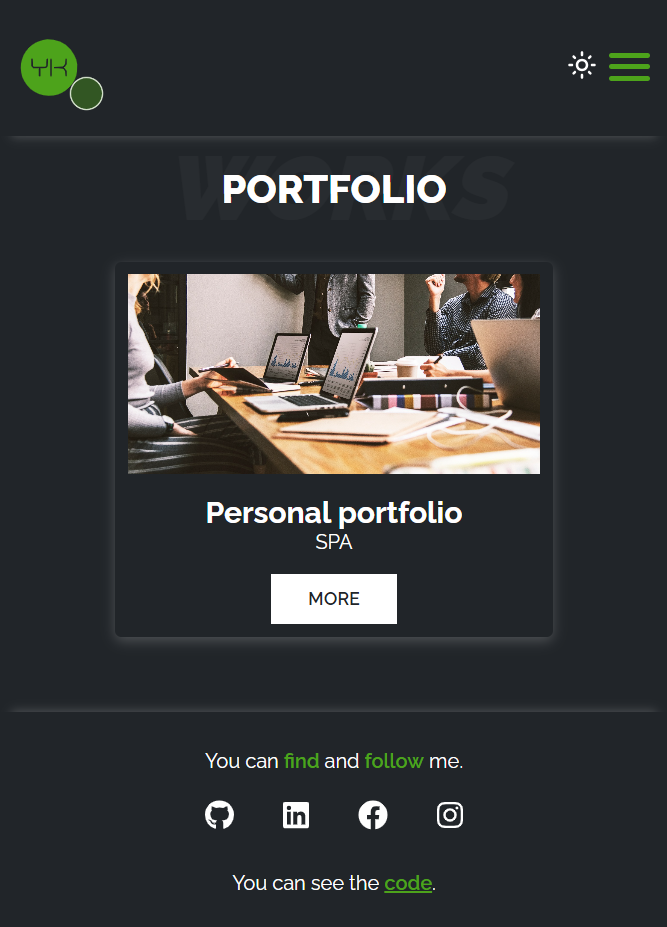 YK
WORKS
PORTFOLIO
Personal portfolio
SPA
MORE
You can find and follow me.
You can see the code.